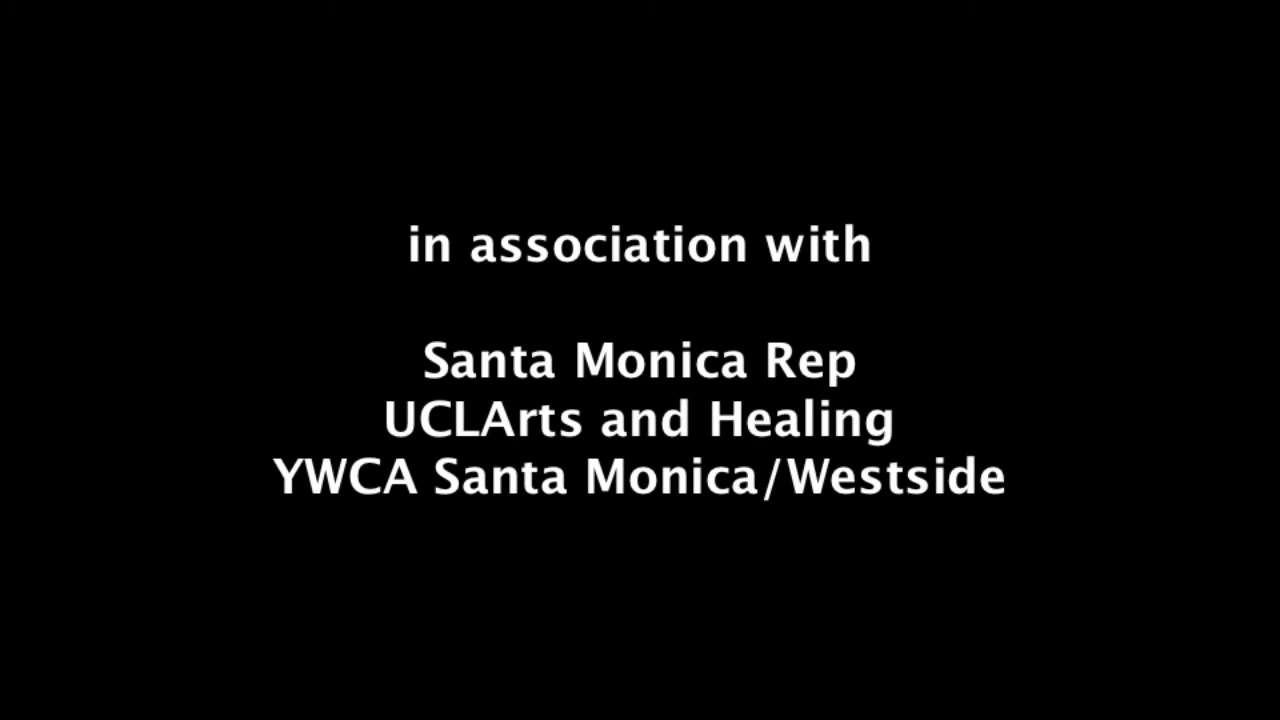 in association with
Santa Monica Rep
UCLArts and Healing
YWCA Santa Monica/Westside